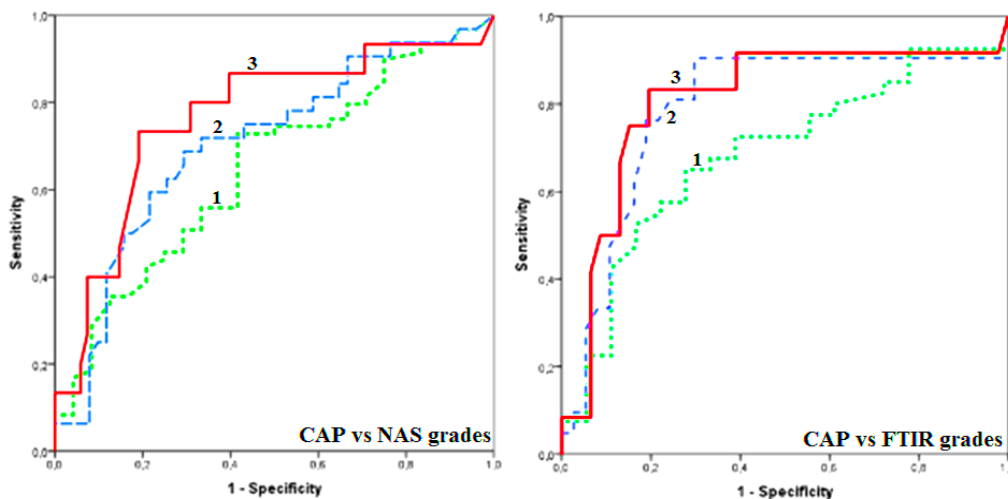 1,0
0,8
0,6
0,4
0,2
0,0
Sensitivity
3
2
1
CAP vs NAS grades
0,0 0,2 0,4 0,6 0,8 1,0
1 - Specificity
1,0
0,8
0,6
0,4
0,2
0,0
Sensitivity
3
2
1
CAP vs FTIR grades
0,0 0,2 0,4 0,6 0,8 1,0
1 - Specificity